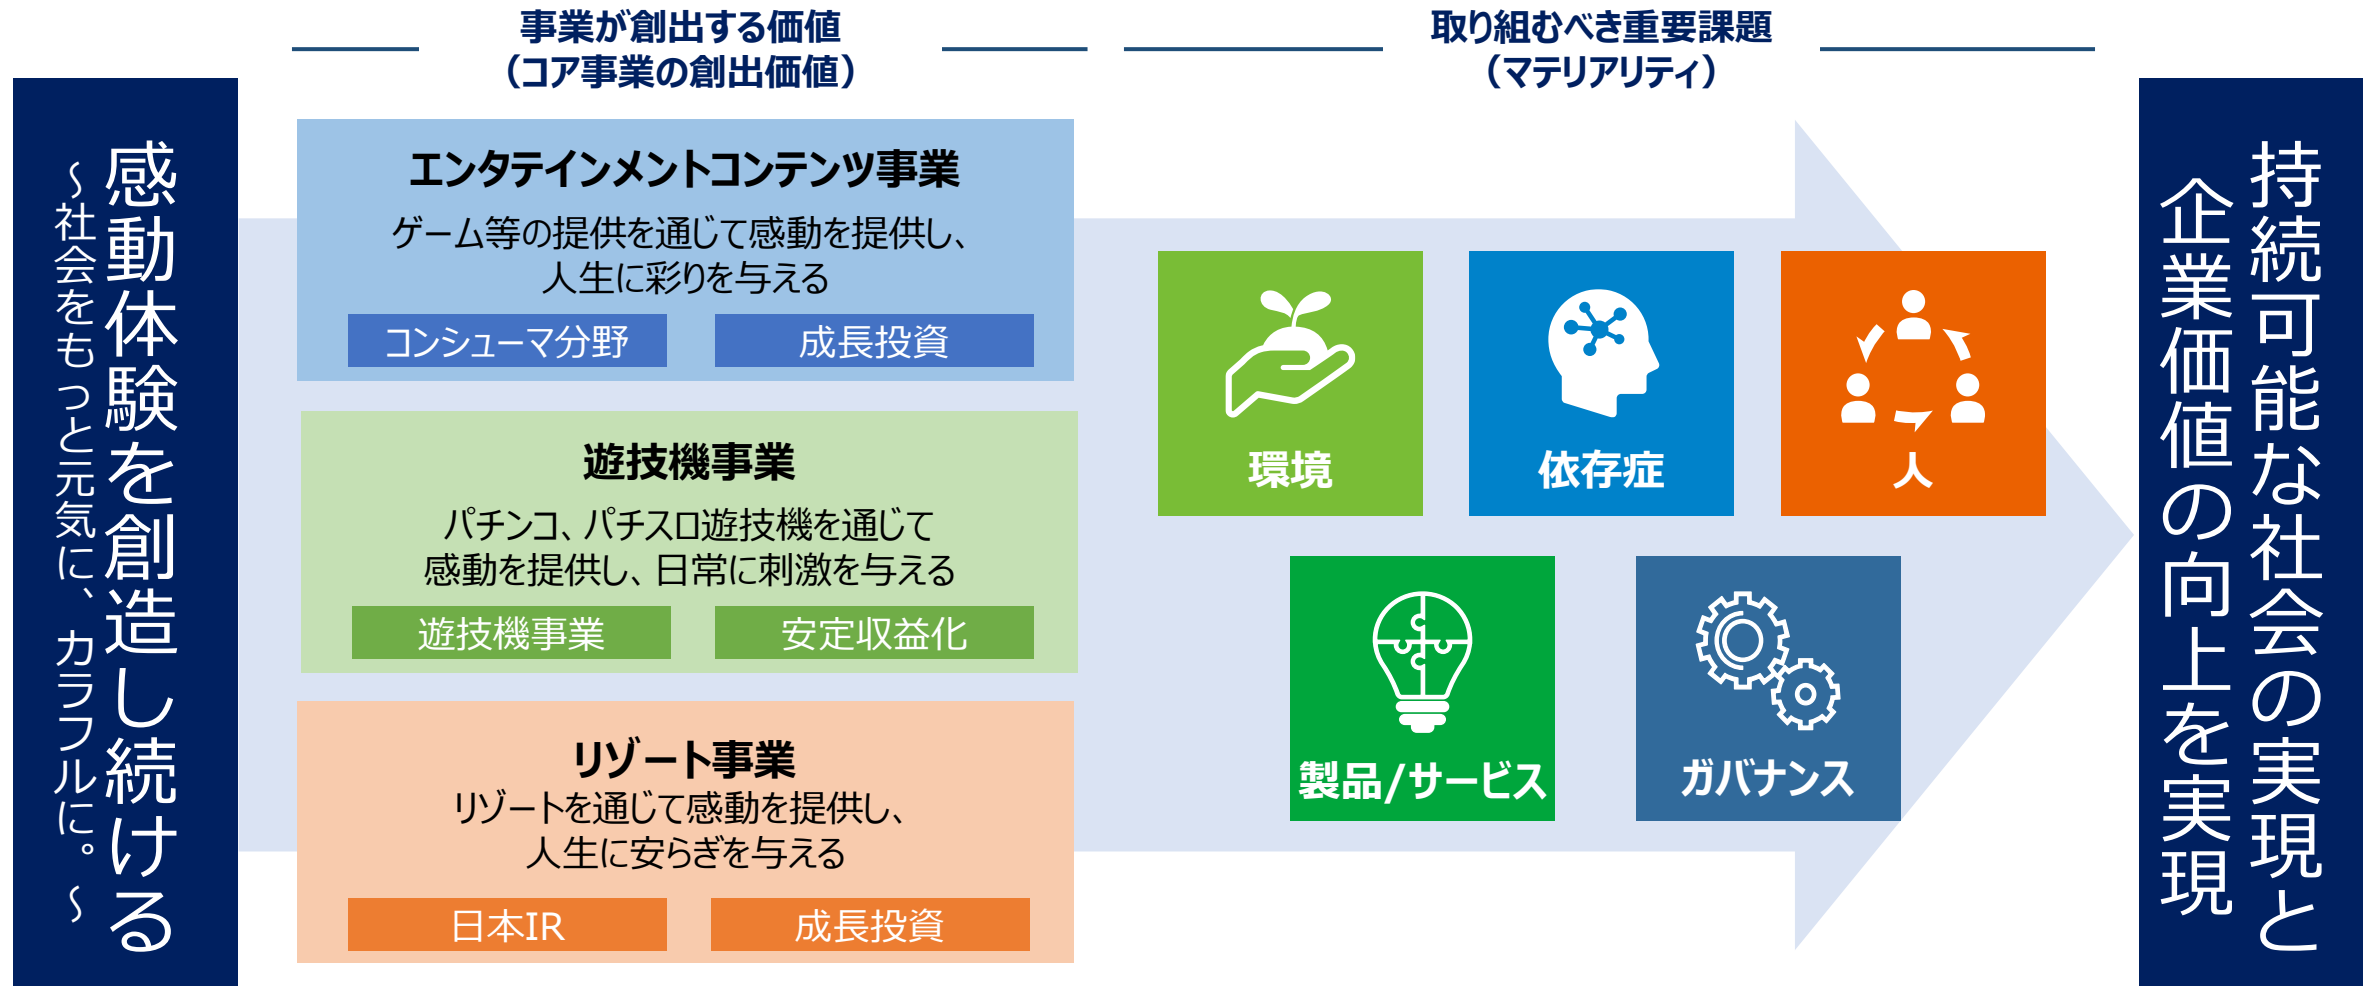 感動体験を創造し続ける
～社会をもっと元気に、カラフルに。～
事業が創出する価値
（コア事業の創出価値）
エンタテインメントコンテンツ事業
ゲーム等の提供を通じて感動を提供し、
人生に彩りを与える
コンシューマ分野
成長投資
遊技機事業
パチンコ、パチスロ遊技機を通じて
感動を提供し、日常に刺激を与える
遊技機事業
安定収益化
リゾート事業
リゾートを通じて感動を提供し、
人生に安らぎを与える
日本IR
成長投資
取り組むべき重要課題
（マテリアリティ）
環境
依存症
人
製品/サービス
ガバナンス
持続可能な社会の実現と
企業価値の向上を実現